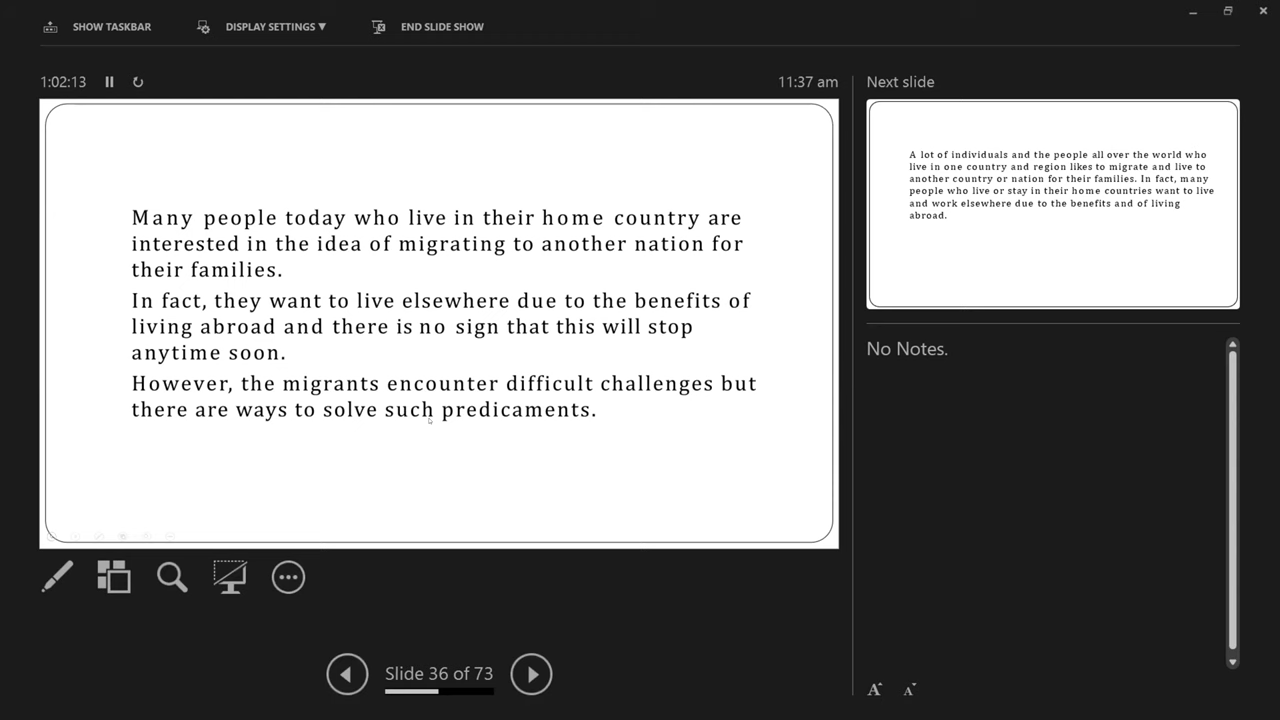 SHOW TASKBAR
DISPLAY SETTINGS ▼
END SLIDE SHOW
1:02:13
11:37 am
Many people today who live in their home country are
interested in the idea of migrating to another nation for
their families.
In fact, they want to live elsewhere due to the benefits of
living abroad and there is no sign that this will stop
anytime soon.
However, the migrants encounter difficult challenges but
there are ways to solve such predicaments.
Slide 36 of 73
Next slide
A lot of individuals and the people all over the world who
live in one country and region likes to migrate and live to
another country or nation for their families. In fact, many
people who live or stay in their home countries want to live
and work elsewhere due to the benefits and of living
abroad.
No Notes.
A A